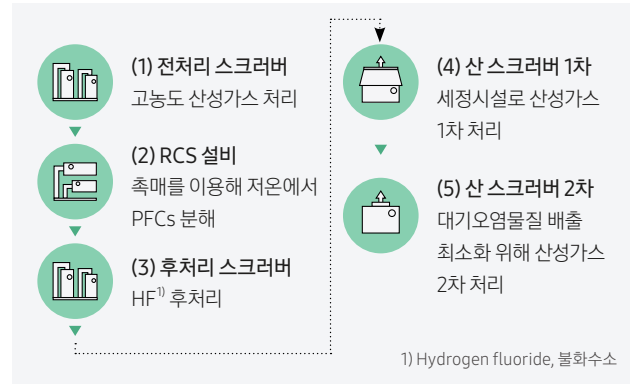 (1) 전처리 스크러버
고농도 산성가스 처리
(2) RCS 설비
촉매를 이용해 저온에서
PFCs 분해
(3) 후처리 스크러버
HF1) 후처리
(4) 산 스크러버 1차
세정시설로 산성가스
1차 처리
(5) 산 스크러버 2차
대기오염물질 배출
최소화 위해 산성가스
2차 처리
1) Hydrogen fluoride, 불화수소